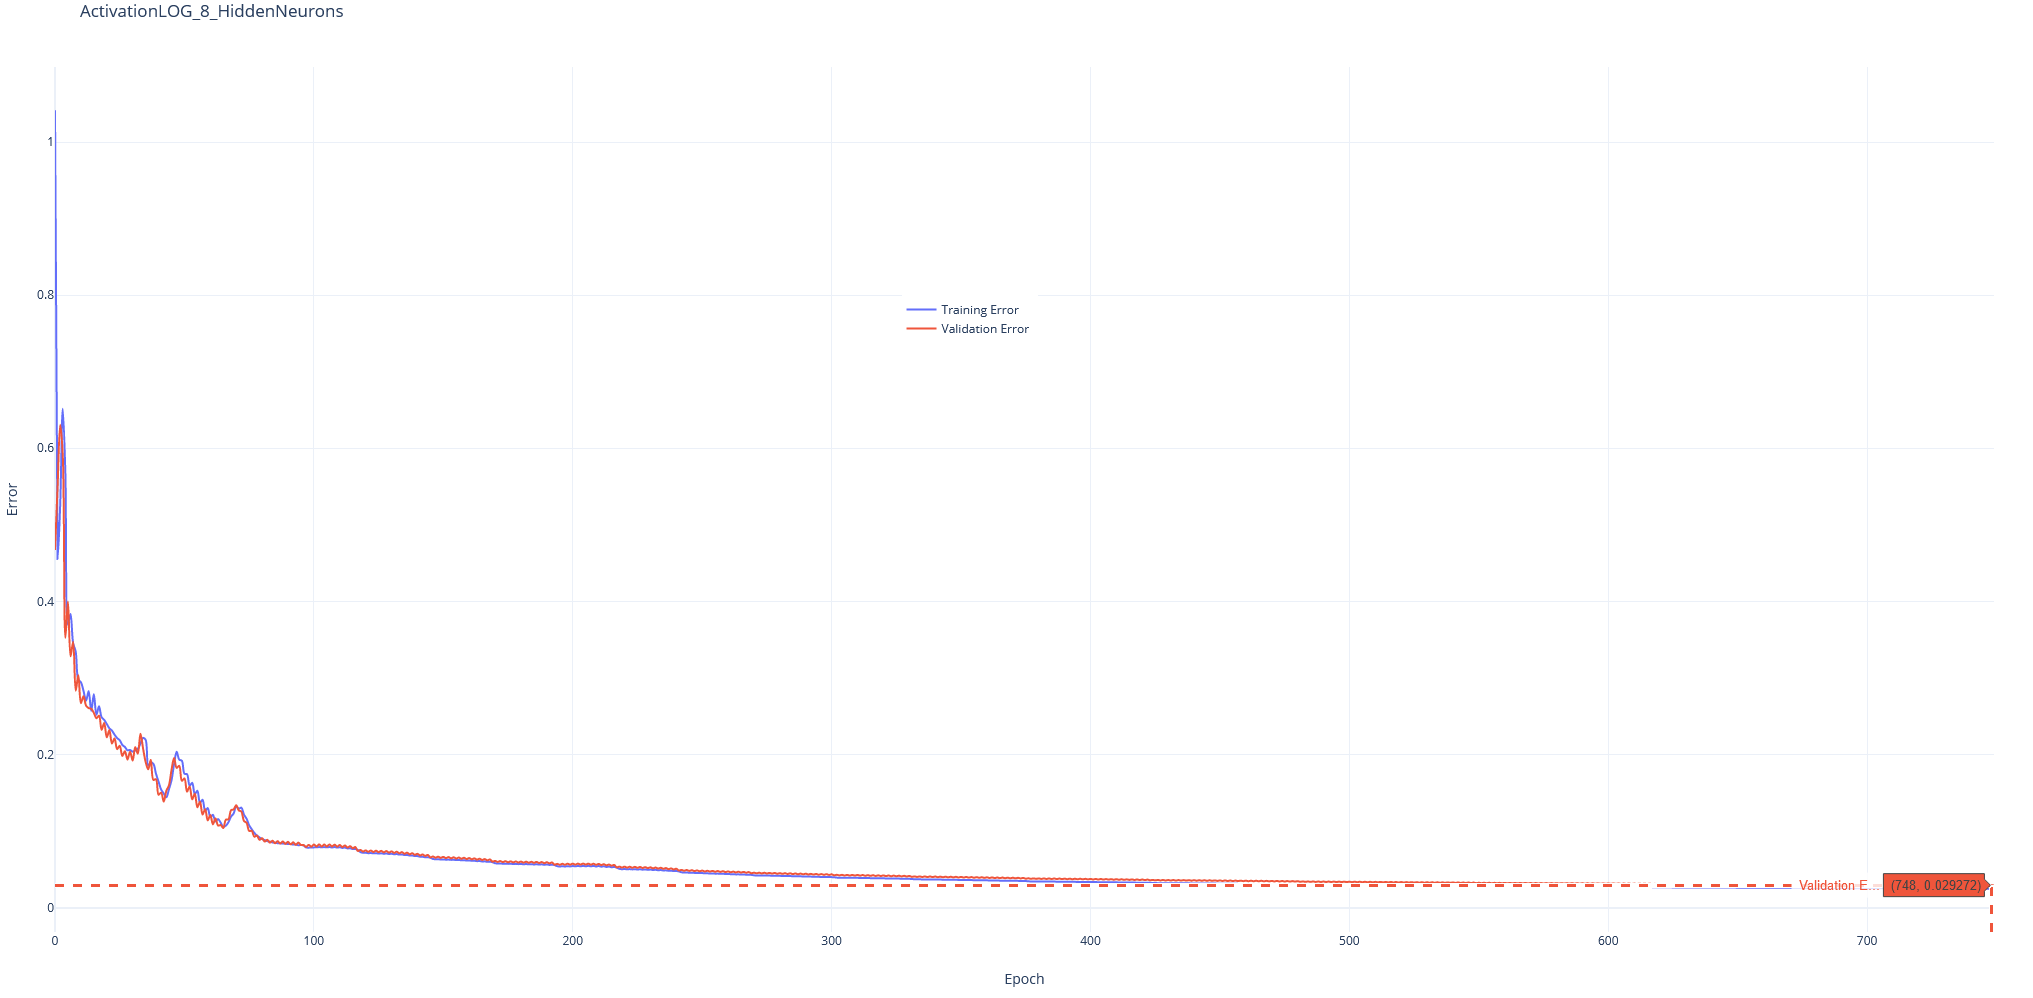 ActivationLOG_8_HiddenNeurons
1
0.8
0.6
0.4
0.2
0
Error
Training Error
Validation Error
Validation E...
(748, 0.029272)
0 100 200 300 400 500 600 700
Epoch